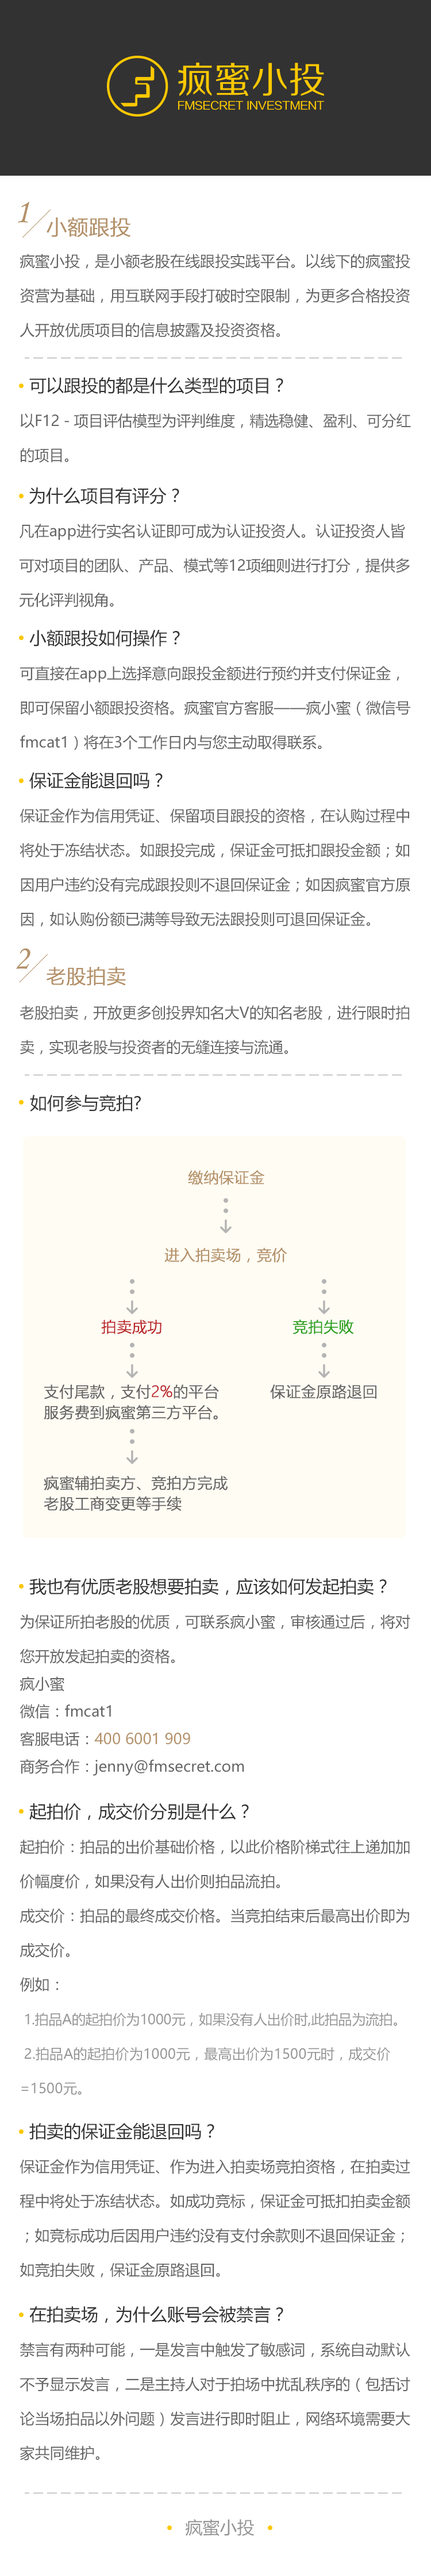 疯蜜小投
FMSECRET INVESTMENT
1
小额跟投
疯蜜小投，是小额老股在线跟投实践平台。以线下的疯蜜投
资营为基础，用互联网手段打破时空限制，为更多合格投资
人开放优质项目的信息披露及投资资格。
可以跟投的都是什么类型的项目？
以F12 - 项目评估模型为评判维度，精选稳健、盈利、可分红
的项目。
为什么项目有评分？
凡在app进行实名认证即可成为认证投资人。认证投资人皆
可对项目的团队、产品、模式等12项细则进行打分，提供多
元化评判视角。
小额跟投如何操作？
可直接在app上选择意向跟投金额进行预约并支付保证金，
即可保留小额跟投资格。疯蜜官方客服——疯小蜜（微信号
fmcat1）将在3个工作日内与您主动取得联系。
保证金能退回吗？
保证金作为信用凭证、保留项目跟投的资格，在认购过程中
将处于冻结状态。如跟投完成，保证金可抵扣跟投金额；如
因用户违约没有完成跟投则不退回保证金；如因疯蜜官方原
因，如认购份额已满等导致无法跟投则可退回保证金。
2
老股拍卖
老股拍卖，开放更多创投界知名大V的知名老股，进行限时拍
卖，实现老股与投资者的无缝连接与流通。
如何参与竞拍?
缴纳保证金
进入拍卖场，竞价
拍卖成功
竞拍失败
支付尾款，支付2%的平台
服务费到疯蜜第三方平台。
保证金原路退回
疯蜜辅拍卖方、竞拍方完成
老股工商变更等手续
我也有优质老股想要拍卖，应该如何发起拍卖？
为保证所拍老股的优质，可联系疯小蜜，审核通过后，将对
您开放发起拍卖的资格。
疯小蜜
微信：fmcat1
客服电话：400 6001 909
商务合作：jenny@fmsecret.com
起拍价，成交价分别是什么？
起拍价：拍品的出价基础价格，以此价格阶梯式往上递加加
价幅度价，如果没有人出价则拍品流拍。
成交价：拍品的最终成交价格。当竞拍结束后最高出价即为
成交价。
例如：
1.拍品A的起拍价为1000元，如果没有人出价时,此拍品为流拍。
2.拍品A的起拍价为1000元，最高出价为1500元时，成交价
=1500元。
拍卖的保证金能退回吗？
保证金作为信用凭证、作为进入拍卖场竞拍资格，在拍卖过
程中将处于冻结状态。如成功竞标，保证金可抵扣拍卖金额
；如竞标成功后因用户违约没有支付余款则不退回保证金；
如竞拍失败，保证金原路退回。
在拍卖场，为什么账号会被禁言？
禁言有两种可能，一是发言中触发了敏感词，系统自动默认
不予显示发言，二是主持人对于拍场中扰乱秩序的（包括讨
论当场拍品以外问题）发言进行即时阻止，网络环境需要大
家共同维护。
疯蜜小投